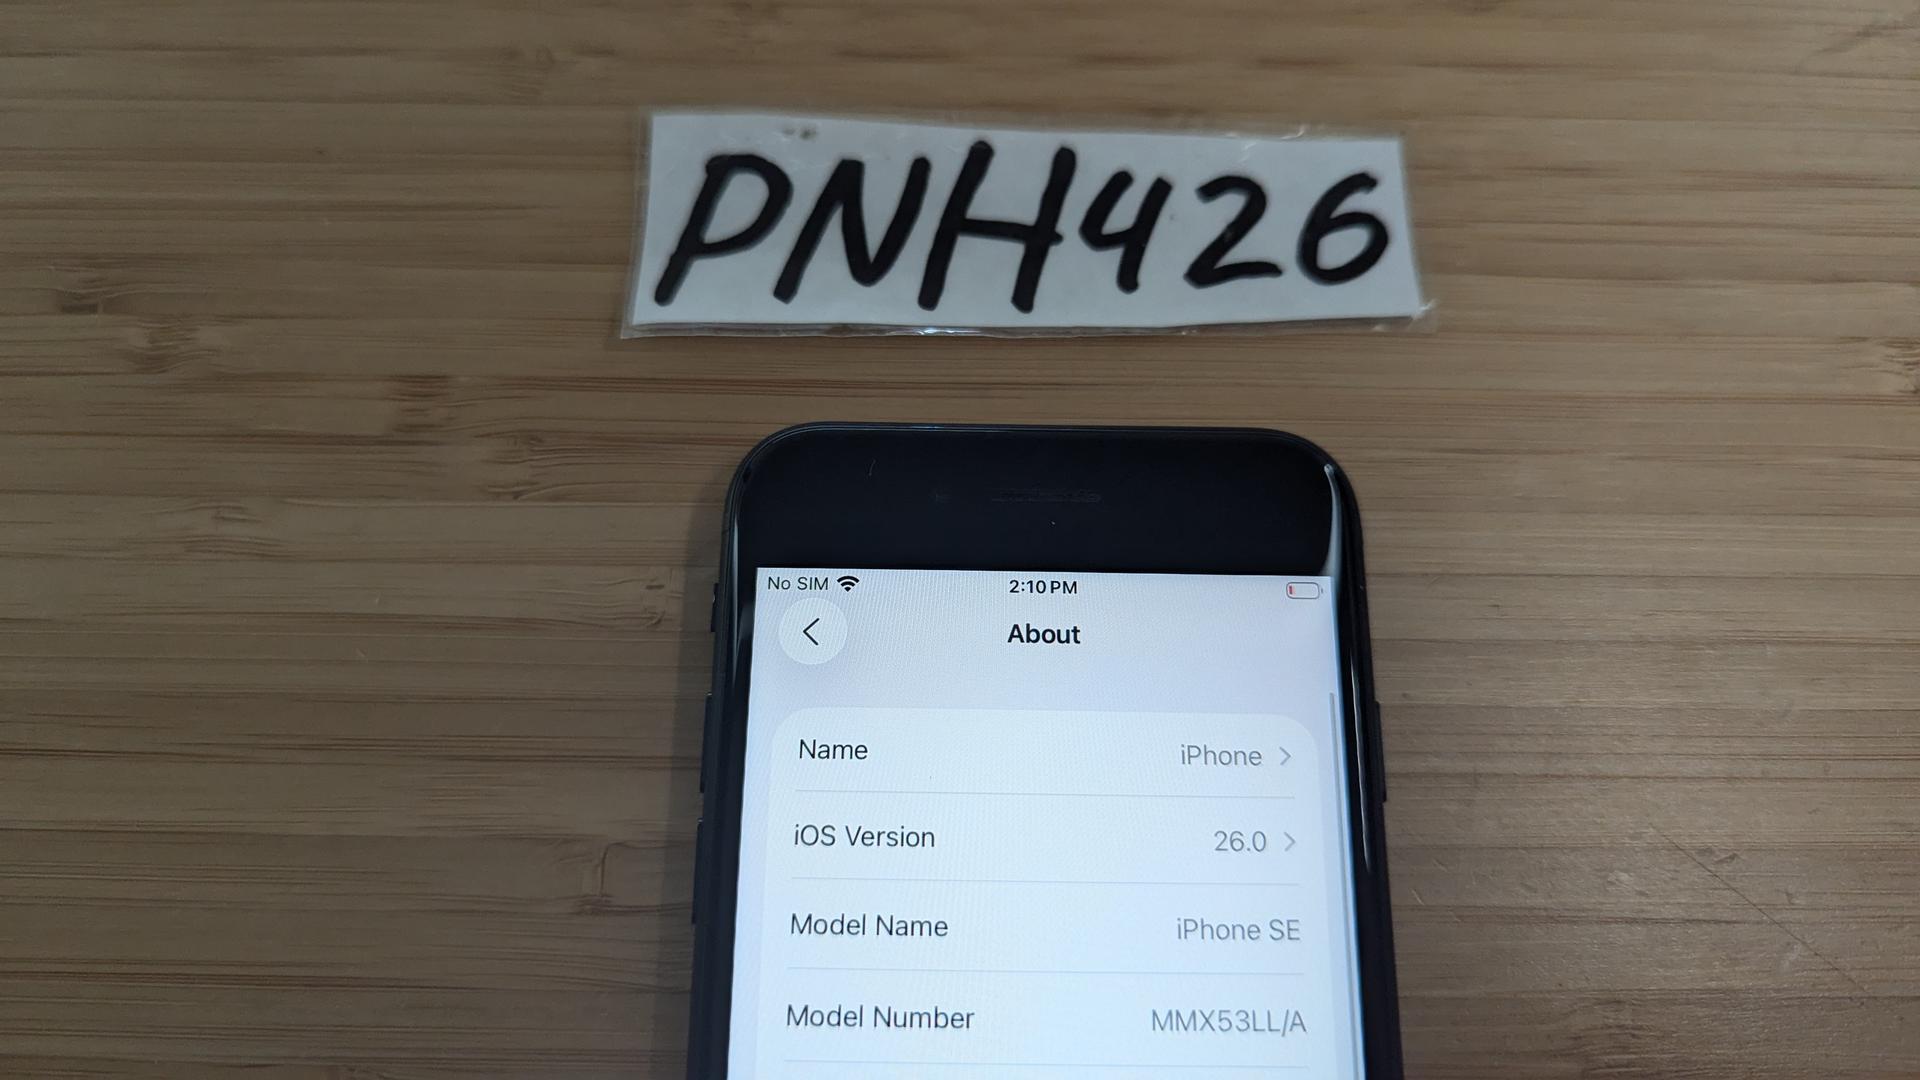 PNH426
No SIM 2:10 PM
About
Name iPhone
iOS Version 26.0
Model Name iPhone SE
Model Number MMX53LL/A